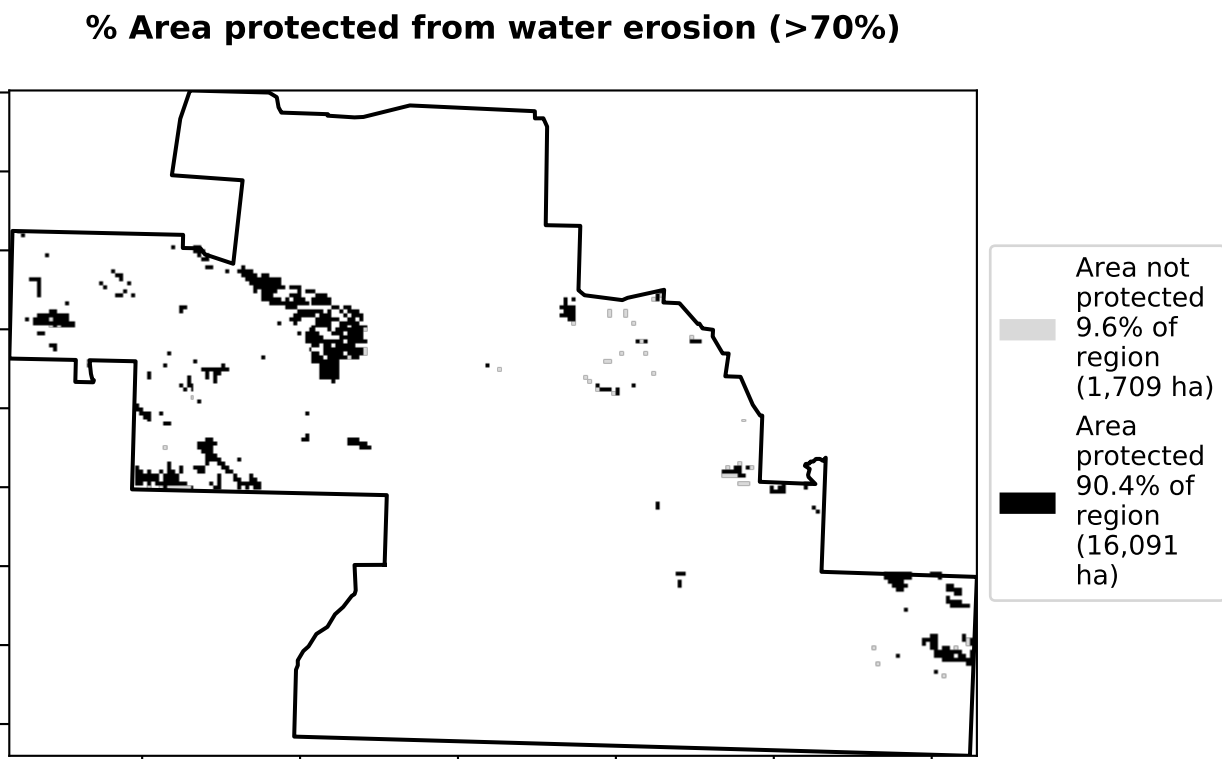 % Area protected from water erosion (>70%)
Area not
protected
9.6% of
region
(1,709 ha)
Area
protected
90.4% of
region
(16,091
ha)